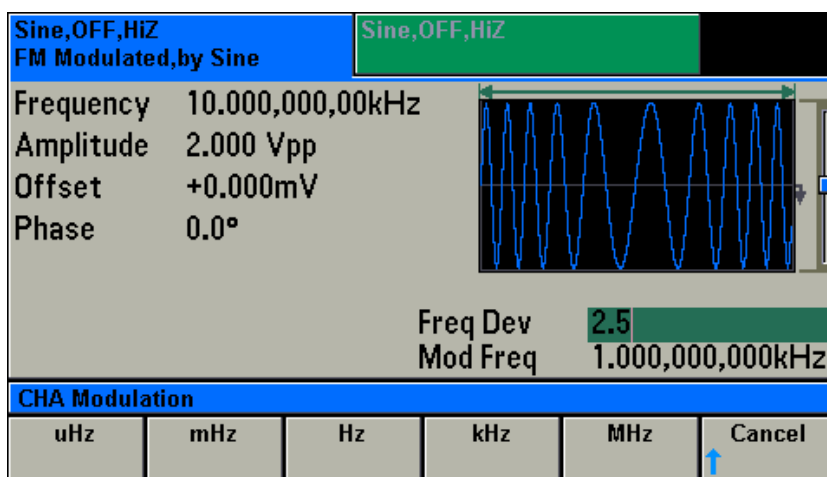 Sine,OFF,HiZ
FM Modulated,by Sine
Sine,OFF,HiZ
Frequency 10.000,000,00kHz
Amplitude 2.000 Vpp
Offset +0.000mV
Phase 0.0°
Freq Dev 2.5
Mod Freq 1.000,00,000kHz
CHA Modulation
uHz mHz Hz kHz MHz Cancel